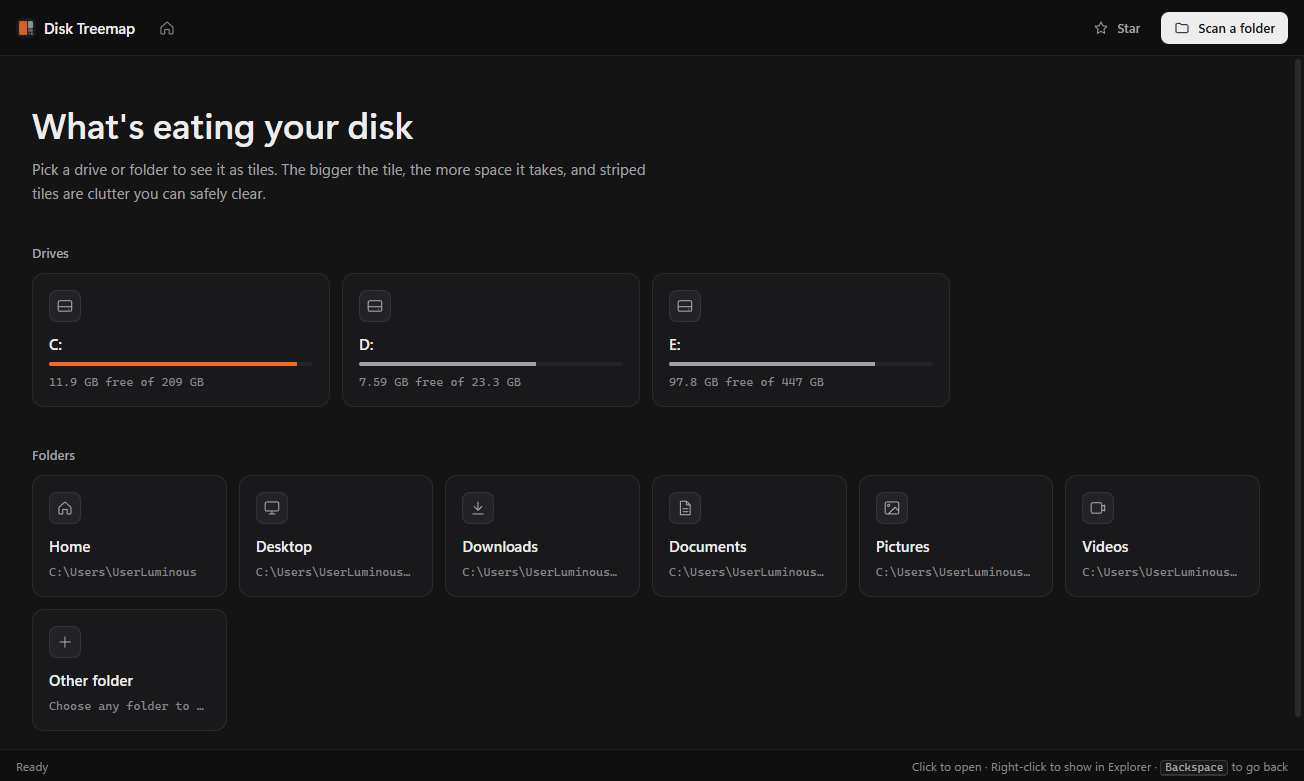 Disk Treemap
Star
Scan a folder
What's eating your disk
Pick a drive or folder to see it as tiles. The bigger the tile, the more space it takes, and striped
tiles are clutter you can safely clear.
Drives
C:
11.9 GB free of 209 GB
D:
7.59 GB free of 23.3 GB
E:
97.8 GB free of 447 GB
Folders
Home
C:\Users\UserLuminous
Desktop
C:\Users\UserLuminous…
Downloads
C:\Users\UserLuminous…
Documents
C:\Users\UserLuminous…
Pictures
C:\Users\UserLuminous…
Videos
C:\Users\UserLuminous…
Other folder
Choose any folder to …
Ready
Click to open · Right-click to show in Explorer · Backspace to go back